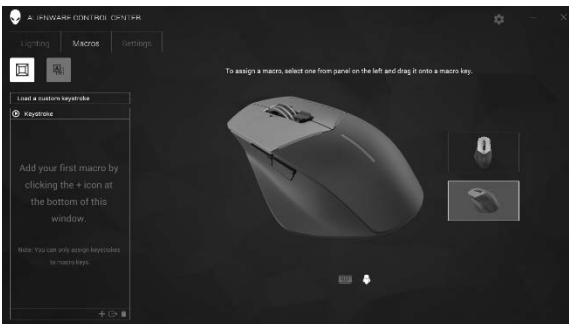 ALIENWARE CONTROL CENTER
Lighting Macros Settings
To assign a macro, select one from panel on the left and drag it onto a macro key.
Load a custom keystroke
Keystroke
Add your first macro by
clicking the + icon at
the bottom of this
window.
Note: You can only assign keystrokes
to macro keys.